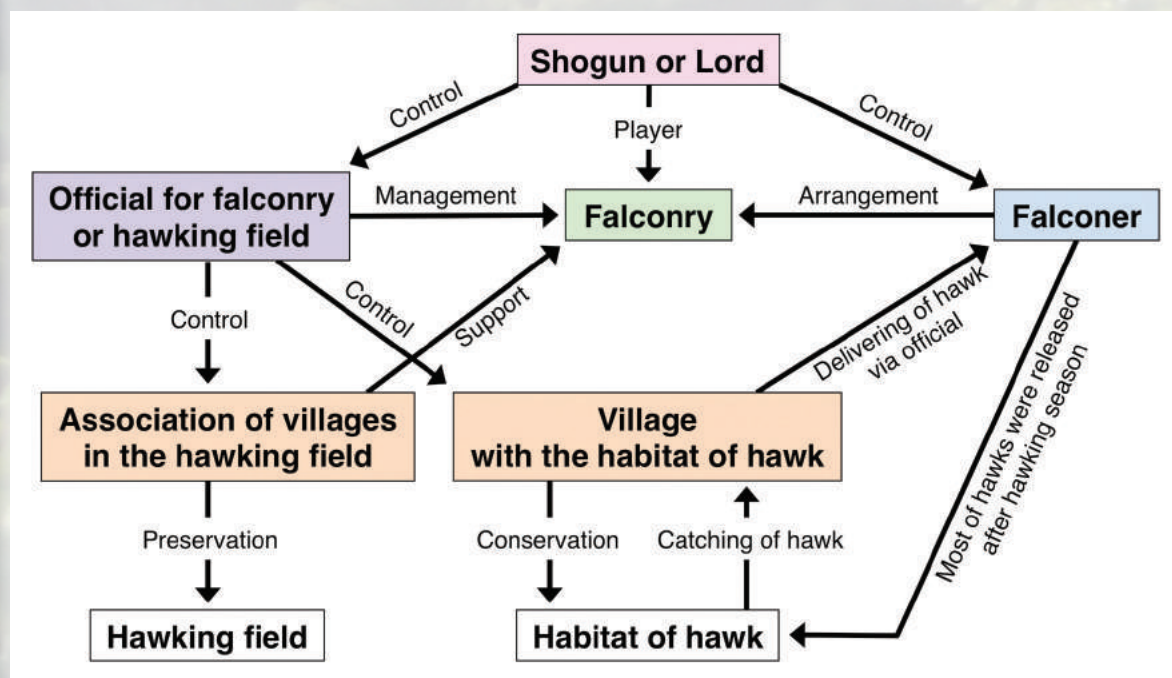 Shogun or Lord
Control
Player
Control
Official for falconry
or hawking field
Management
Falconry
Arrangement
Falconer
Control
Control
Support
Delivering of hawk
via official
Most of hawks were released
after hawking season
Association of villages
in the hawking field
Village
with the habitat of hawk
Preservation
Conservation
Catching of hawk
Hawking field
Habitat of hawk